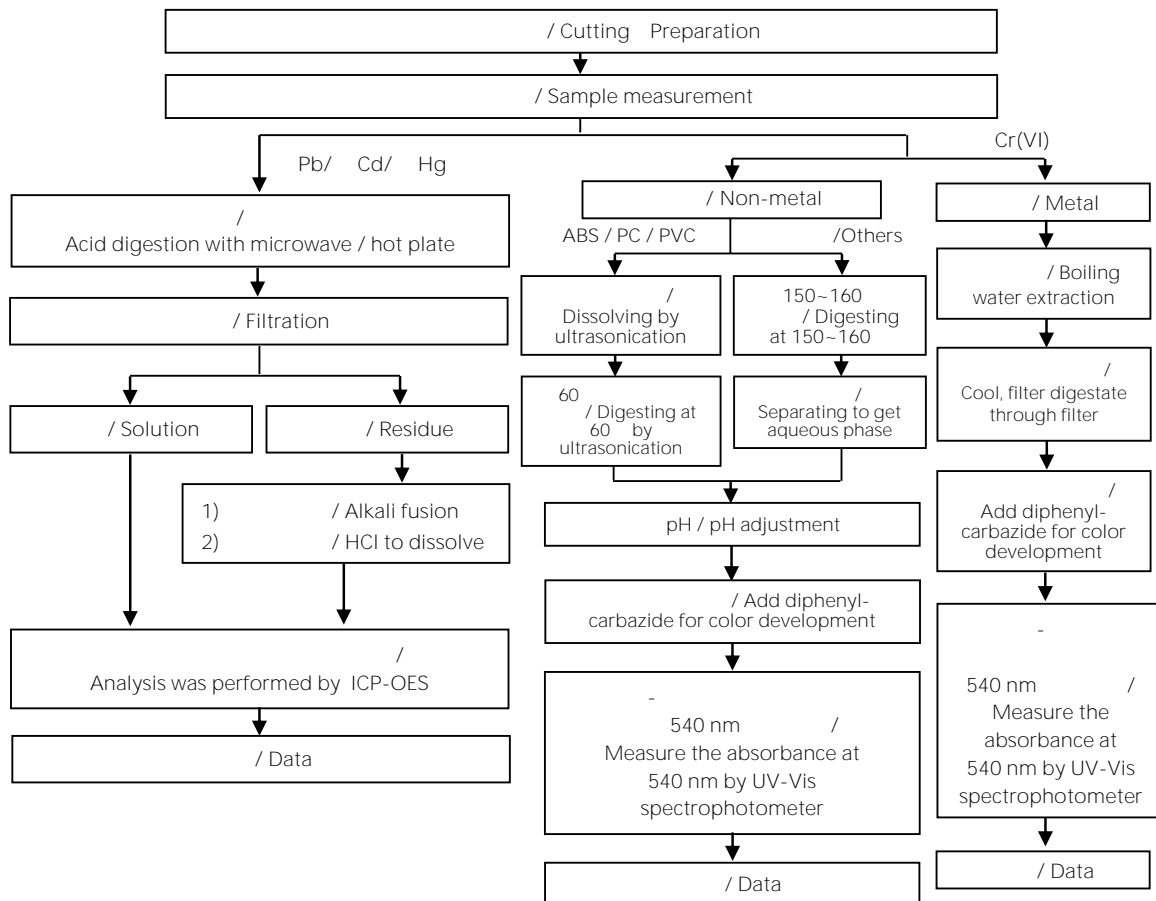 / Cutting Preparation
/ Sample measurement
Pb/ Cd/ Hg
Cr(VI)
/
Acid digestion with microwave / hot plate
/ Filtration
/ Solution
/ Residue
1) / Alkali fusion
2) / HCl to dissolve
/
Analysis was performed by ICP-OES
/ Data
/ Non-metal
ABS / PC / PVC
/Others
/
Dissolving by
ultrasonication
150~160
/ Digesting
at 150~160
60
/ Digesting at
60 by
ultrasonication
/
Separating to get
aqueous phase
pH / pH adjustment
/ Add diphenyl-
carbazide for color development
-
540 nm /
Measure the absorbance at
540 nm by UV-Vis
spectrophotometer
/ Data
/ Metal
/ Boiling
water extraction
/
Cool, filter digestate
through filter
/
Add diphenyl-
carbazide for color
development
-
540 nm /
Measure the
absorbance at
540 nm by UV-Vis
spectrophotometer
/ Data